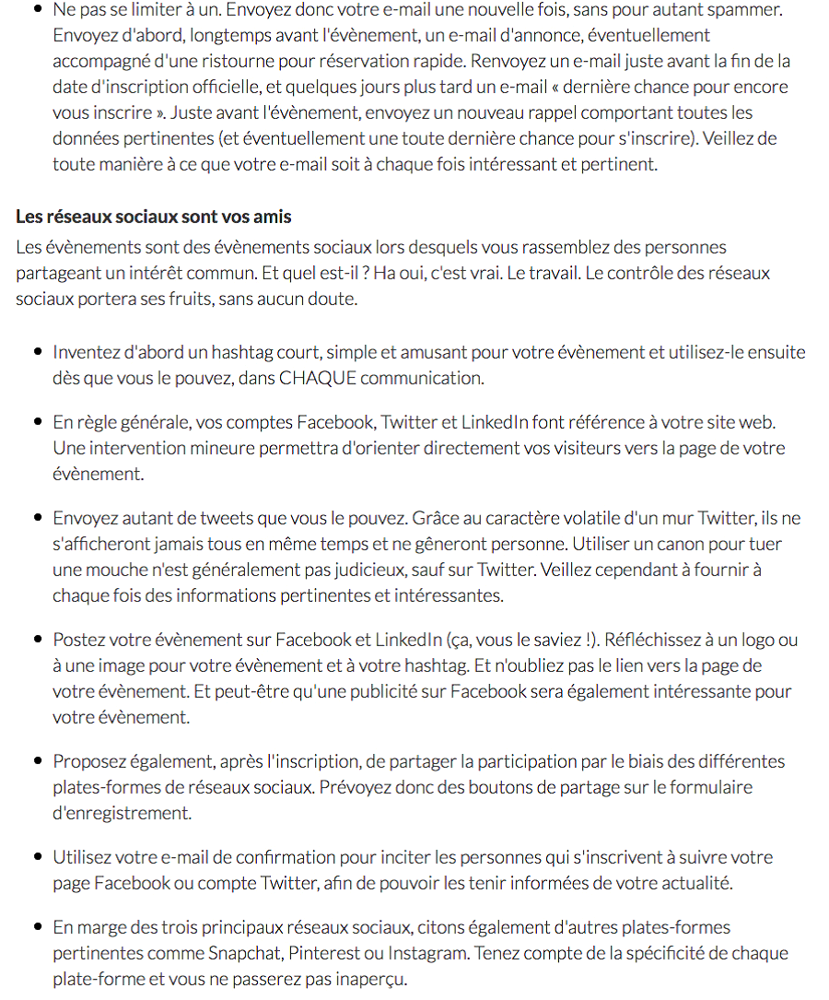 • Ne pas se limiter à un. Envoyez donc votre e-mail une nouvelle fois, sans pour autant spammer.
Envoyez d'abord, longtemps avant l'évènement, un e-mail d'annonce, éventuellement
accompagné d'une ristourne pour réservation rapide. Renvoyez un e-mail juste avant la fin de la
date d'inscription officielle, et quelques jours plus tard un e-mail « dernière chance pour encore
vous inscrire ». Juste avant l'évènement, envoyez un nouveau rappel comportant toutes les
données pertinentes (et éventuellement une toute dernière chance pour s'inscrire). Veillez de
toute manière à ce que votre e-mail soit à chaque fois intéressant et pertinent.
Les réseaux sociaux sont vos amis
Les évènements sont des évènements sociaux lors desquels vous rassemblez des personnes
partageant un intérêt commun. Et quel est-il ? Ha oui, c'est vrai. Le travail. Le contrôle des réseaux
sociaux portera ses fruits, sans aucun doute.
• Inventez d'abord un hashtag court, simple et amusant pour votre évènement et utilisez-le ensuite
dès que vous le pouvez, dans CHAQUE communication.
• En règle générale, vos comptes Facebook, Twitter et LinkedIn font référence à votre site web.
Une intervention mineure permettra d'orienter directement vos visiteurs vers la page de votre
évènement.
• Envoyez autant de tweets que vous le pouvez. Grâce au caractère volatile d'un mur Twitter, ils ne
s'afficheront jamais tous en même temps et ne gêneront personne. Utiliser un canon pour tuer
une mouche n'est généralement pas judicieux, sauf sur Twitter. Veillez cependant à fournir à
chaque fois des informations pertinentes et intéressantes.
• Postez votre évènement sur Facebook et LinkedIn (ça, vous le saviez !). Réfléchissez à un logo ou
à une image pour votre évènement et à votre hashtag. Et n'oubliez pas le lien vers la page de
votre évènement. Et peut-être qu'une publicité sur Facebook sera également intéressante pour
votre évènement.
• Proposez également, après l'inscription, de partager la participation par le biais des différentes
plates-formes de réseaux sociaux. Prévoyez donc des boutons de partage sur le formulaire
d'enregistrement.
• Utilisez votre e-mail de confirmation pour inciter les personnes qui s'inscrivent à suivre votre
page Facebook ou compte Twitter, afin de pouvoir les tenir informées de votre actualité.
• En marge des trois principaux réseaux sociaux, citons également d'autres plates-formes
pertinentes comme Snapchat, Pinterest ou Instagram. Tenez compte de la spécificité de chaque
plate-forme et vous ne passerez pas inaperçu.